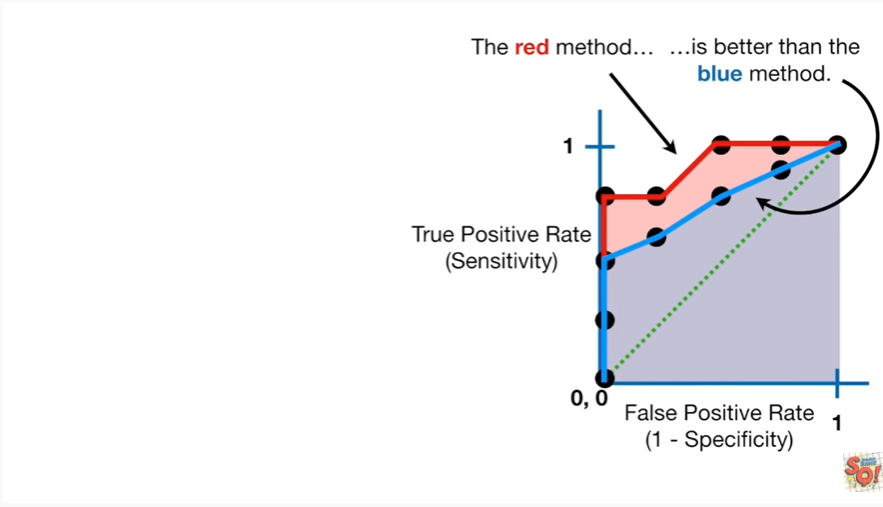 The red method… …is better than the
blue method.
1
True Positive Rate
(Sensitivity)
0, 0
False Positive Rate
(1 - Specificity)
1
SQ!